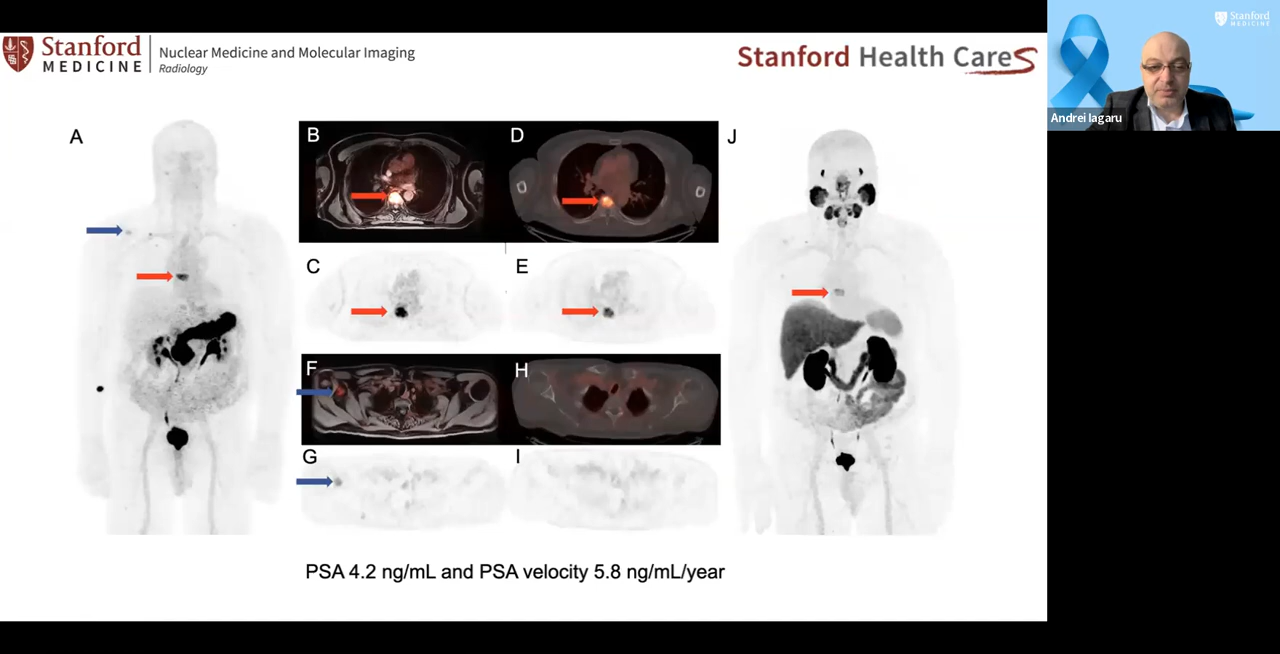 Stanford
MEDICINE
Nuclear Medicine and Molecular Imaging
Radiology
Stanford Health Care
Stanford
MEDICINE
Andrei Iagaru
A
B
D
J
C
E
F
H
G
I
PSA 4.2 ng/mL and PSA velocity 5.8 ng/mL/year